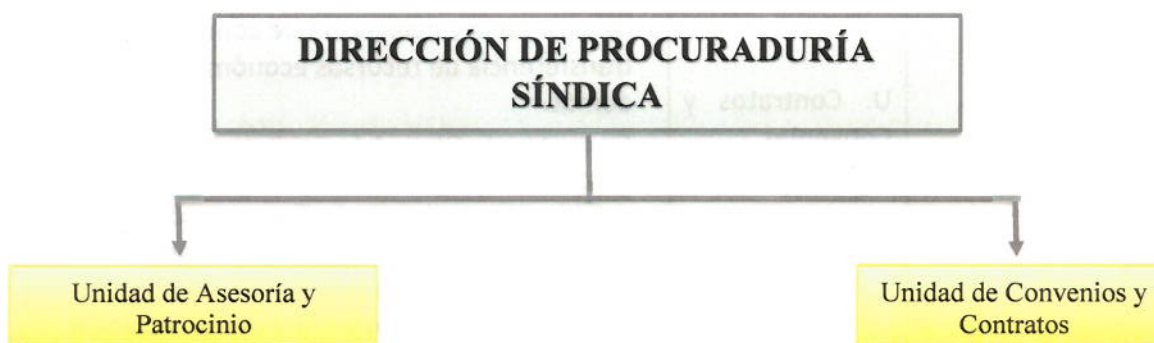 DIRECCIÓN DE PROCURADURÍA
SÍNDICA
Unidad de Asesoría y
Patrocinio
Unidad de Convenios y
Contratos